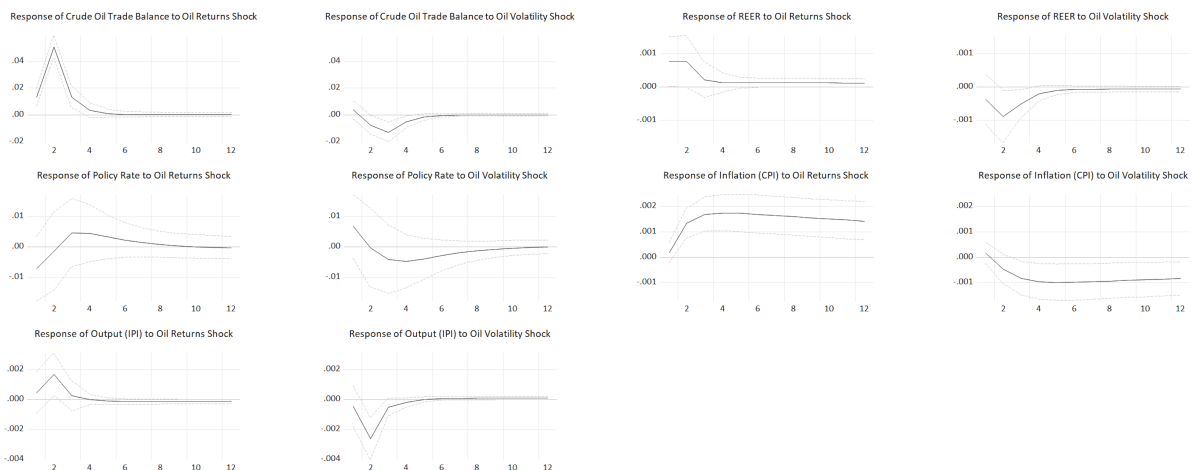 Response of Crude Oil Trade Balance to Oil Returns Shock
.04
.02
.00
-.02
2 4 6 8 10 12
Response of Crude Oil Trade Balance to Oil Volatility Shock
.04
.02
.00
-.02
2 4 6 8 10 12
Response of REER to Oil Returns Shock
.001
.000
-.001
2 4 6 8 10 12
Response of REER to Oil Volatility Shock
.001
.000
-.001
2 4 6 8 10 12
Response of Policy Rate to Oil Returns Shock
.01
.00
-.01
2 4 6 8 10 12
Response of Policy Rate to Oil Volatility Shock
.01
.00
-.01
2 4 6 8 10 12
Response of Inflation (CPI) to Oil Returns Shock
.002
.001
.000
-.001
2 4 6 8 10 12
Response of Inflation (CPI) to Oil Volatility Shock
.002
.001
.000
-.001
2 4 6 8 10 12
Response of Output (IPI) to Oil Returns Shock
.002
.000
-.002
-.004
2 4 6 8 10 12
Response of Output (IPI) to Oil Volatility Shock
.002
.000
-.002
-.004
2 4 6 8 10 12